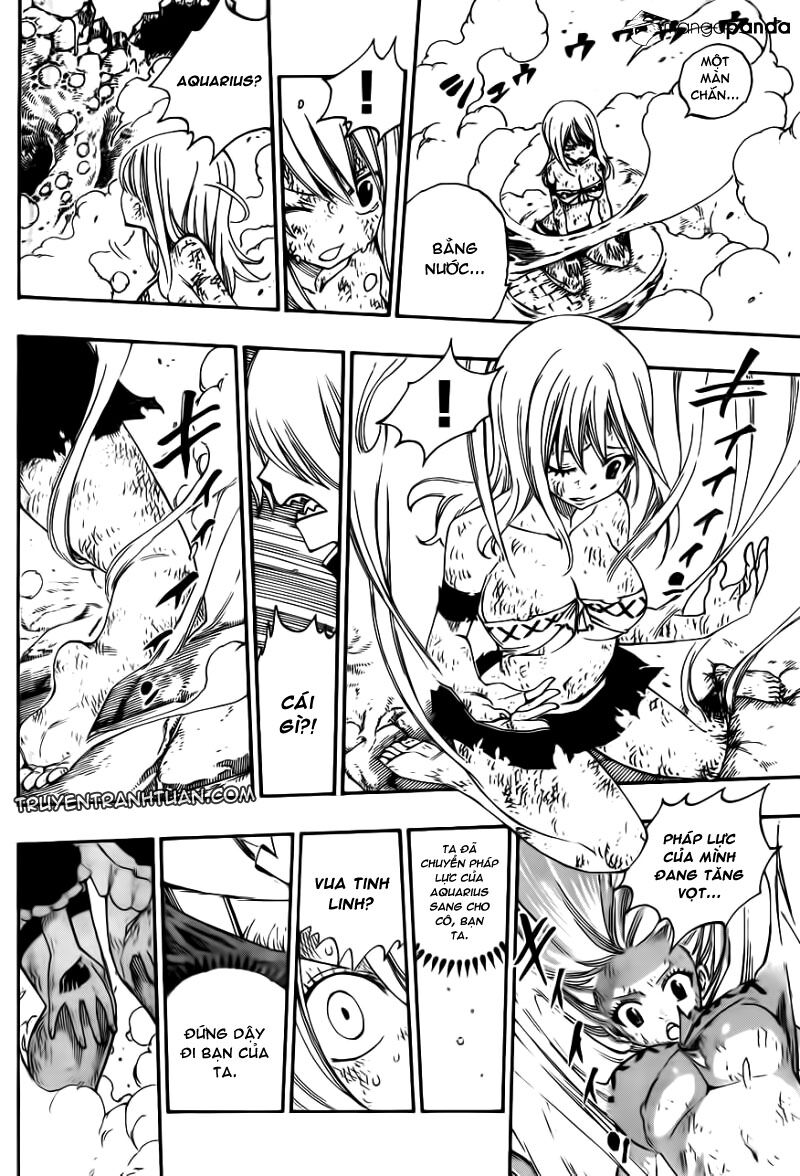 mangapanda
MỘT
MÀN
CHẤN...
BẰNG
NƯỚC...
!
AQUARIUS?
!
CÁI
GÌ?!
TRUYENTRANHTUAN.COM
PHÁP LỰC
CỦA MÌNH
ĐANG TĂNG
VỌT...
TA ĐÃ
CHUYỂN PHÁP
LỰC CỦA
AQUARIUS
SANG CHO
CÔ, BẠN
TA.
VUA TINH
LINH?
ĐỨNG DẬY
ĐI BẠN CỦA
TA.